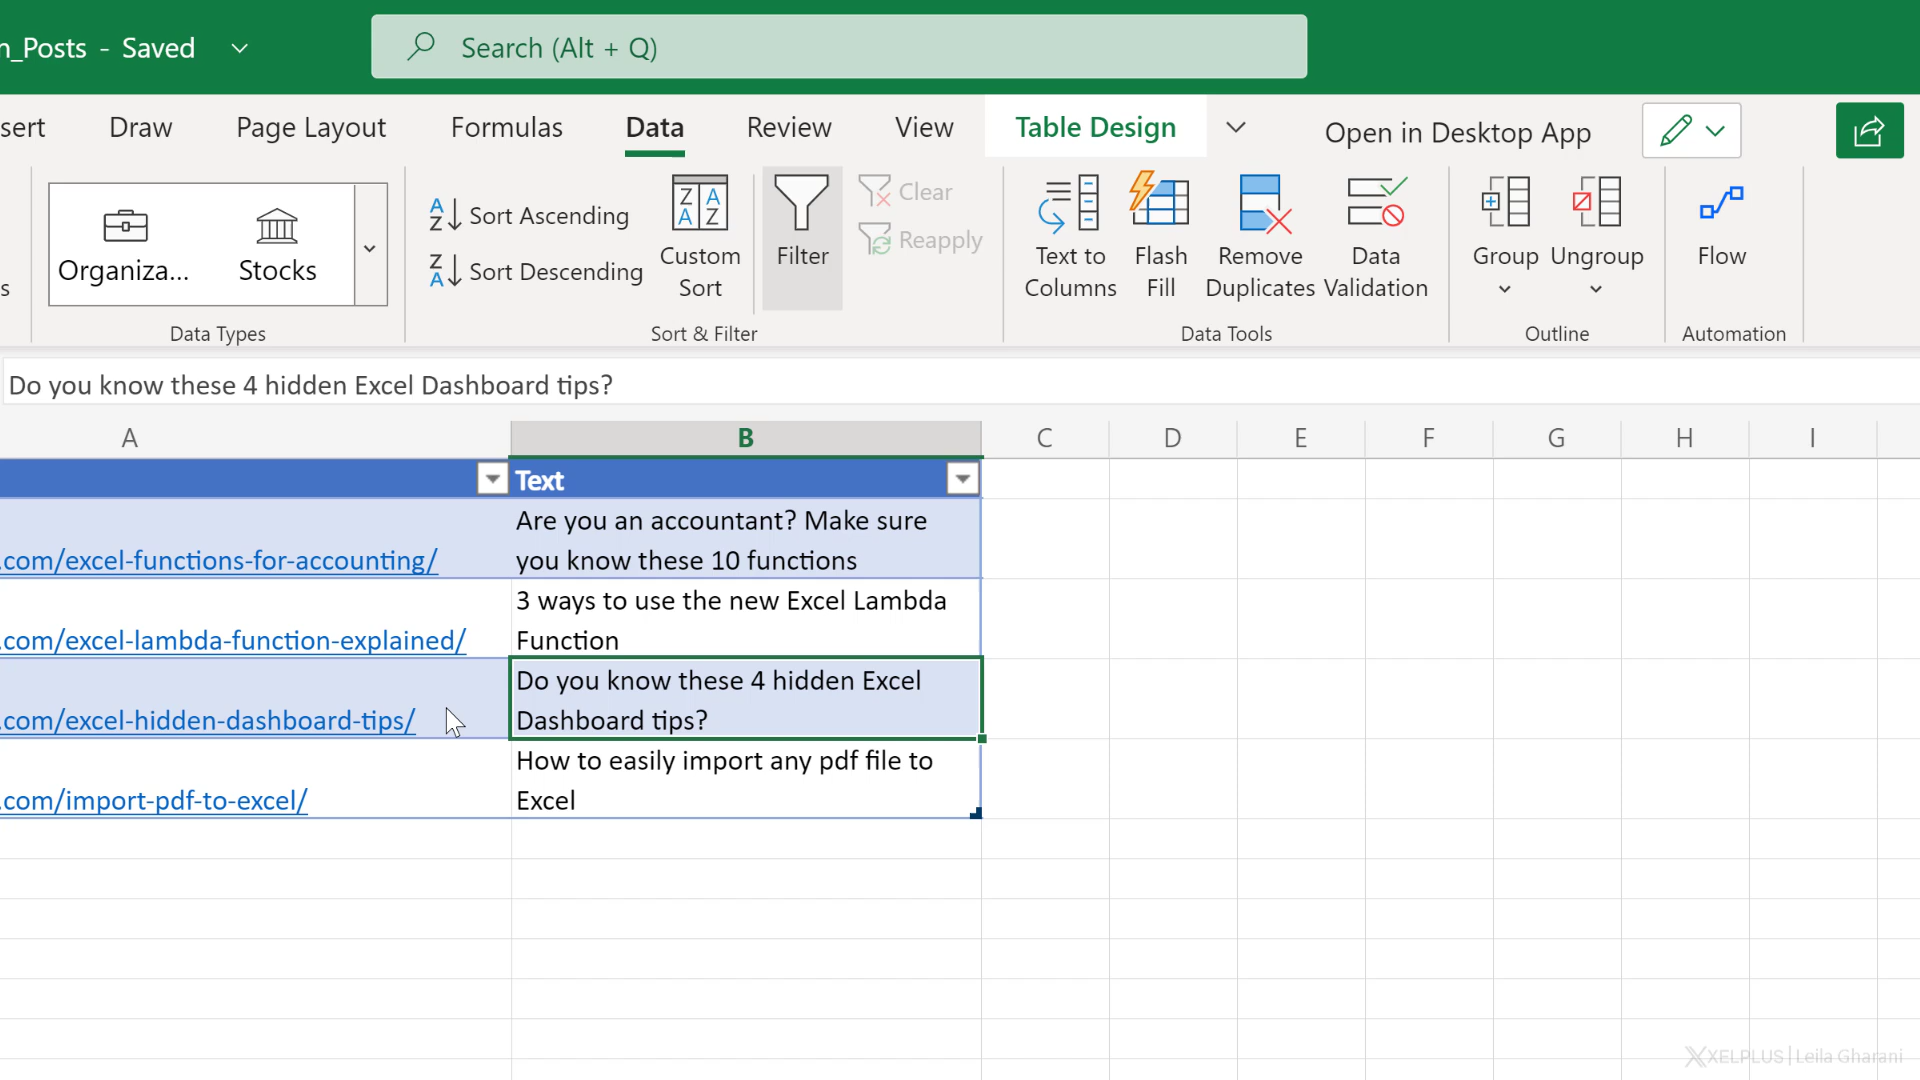 n_Posts - Saved
Search (Alt + Q)
sert Draw Page Layout Formulas Data Review View Table Design Open in Desktop App
Organiza... Stocks
Sort Ascending
Sort Descending
Custom
Sort
Filter
Clear
Reapply
Text to
Columns
Flash
Fill
Remove
Duplicates
Data
Validation
Group
Ungroup
Flow
s
Data Types
Sort & Filter
Data Tools
Outline
Automation
Do you know these 4 hidden Excel Dashboard tips?
A B C D E F G H I
Text
Are you an accountant? Make sure
.com/excel-functions-for-accounting/ you know these 10 functions
3 ways to use the new Excel Lambda
.com/excel-lambda-function-explained/ Function
Do you know these 4 hidden Excel
.com/excel-hidden-dashboard-tips/ Dashboard tips?
How to easily import any pdf file to
.com/import-pdf-to-excel/ Excel
XELPLUS | Leila Gharani